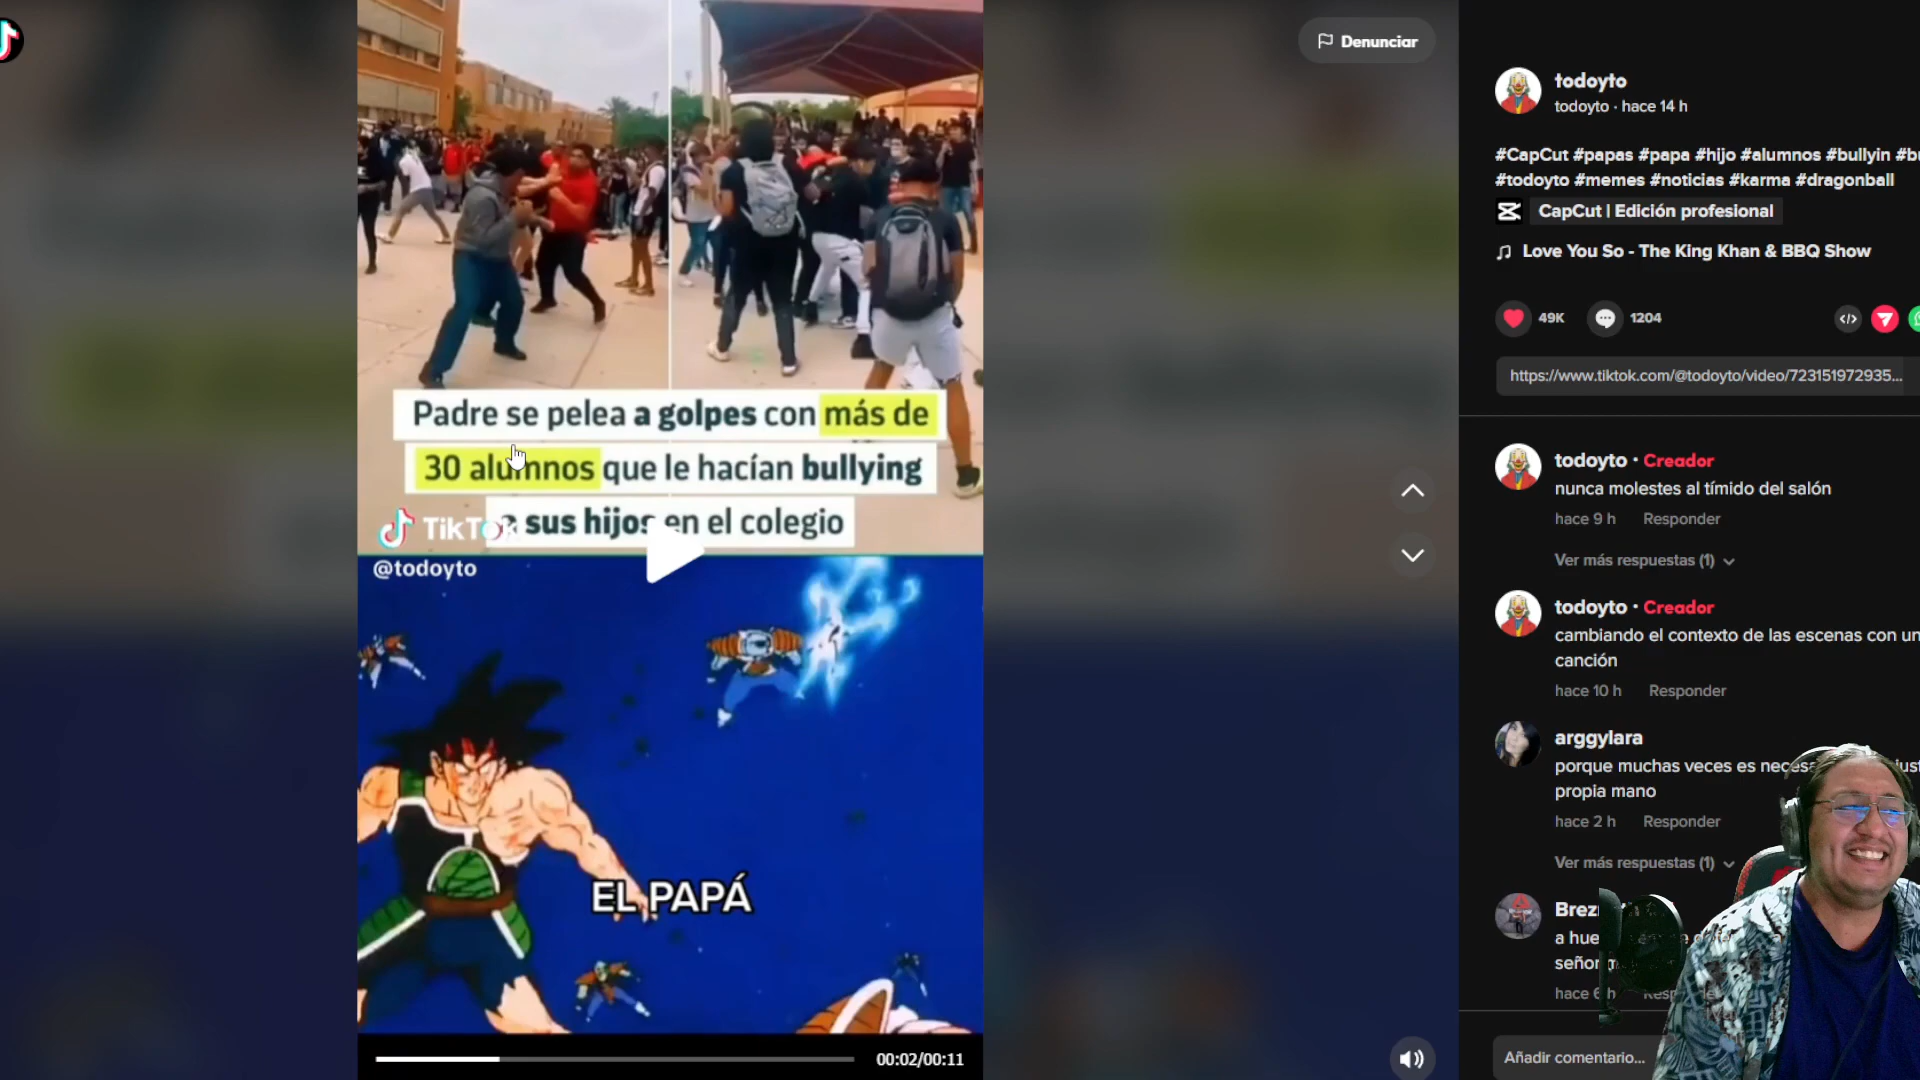 Denunciar
Padre se pelea a golpes con más de
30 alumnos que le hacían bullying
a sus hijos en el colegio
TikTok
@todoyto
EL PAPÁ
00:02/00:11
todoyto
todoyto · hace 14 h
#CapCut #papas #papa #hijo #alumnos #bullyin
#todoyto #memes #noticias #karma #dragonball
CapCut | Edición profesional
Love You So - The King Khan & BBQ Show
49K
1204
https://www.tiktok.com/@todoyto/video/723151972935...
todoyto · Creador
nunca molestes al tímido del salón
hace 9 h Responder
Ver más respuestas (1)
todoyto · Creador
cambiando el contexto de las escenas con un
canción
hace 10 h Responder
arggylara
porque muchas veces es
propia mano
hace 2 h Responder
Ver más respuestas (1)
a
señor
hace 6 h
Añadir comentario...